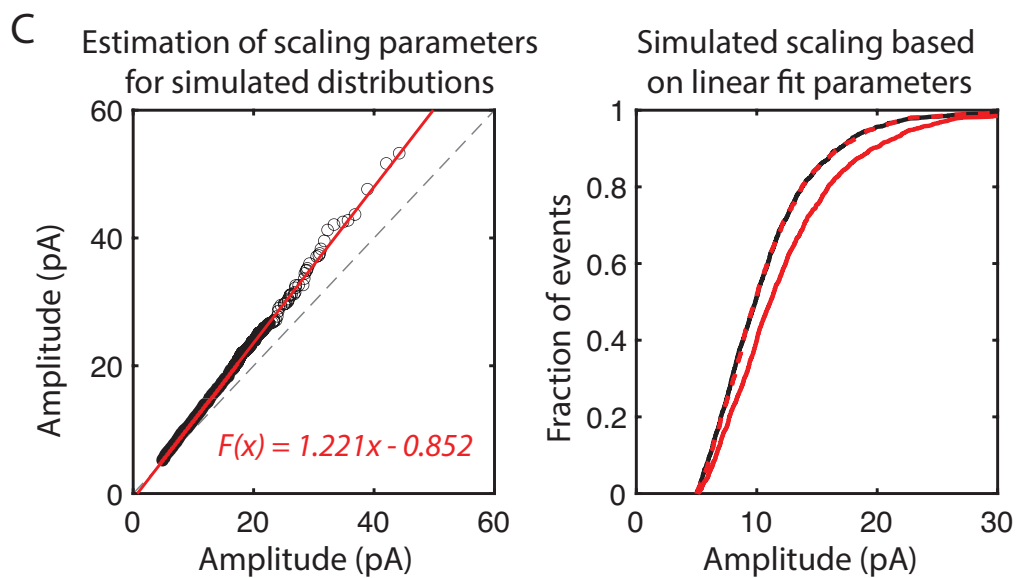 C
Estimation of scaling parameters
for simulated distributions
60
40
20
0
0
20
40
60
Amplitude (pA)
Amplitude (pA)
F(x) = 1.221x - 0.852
Simulated scaling based
on linear fit parameters
1
0.8
0.6
0.4
0.2
0
0
10
20
30
Fraction of events
Amplitude (pA)